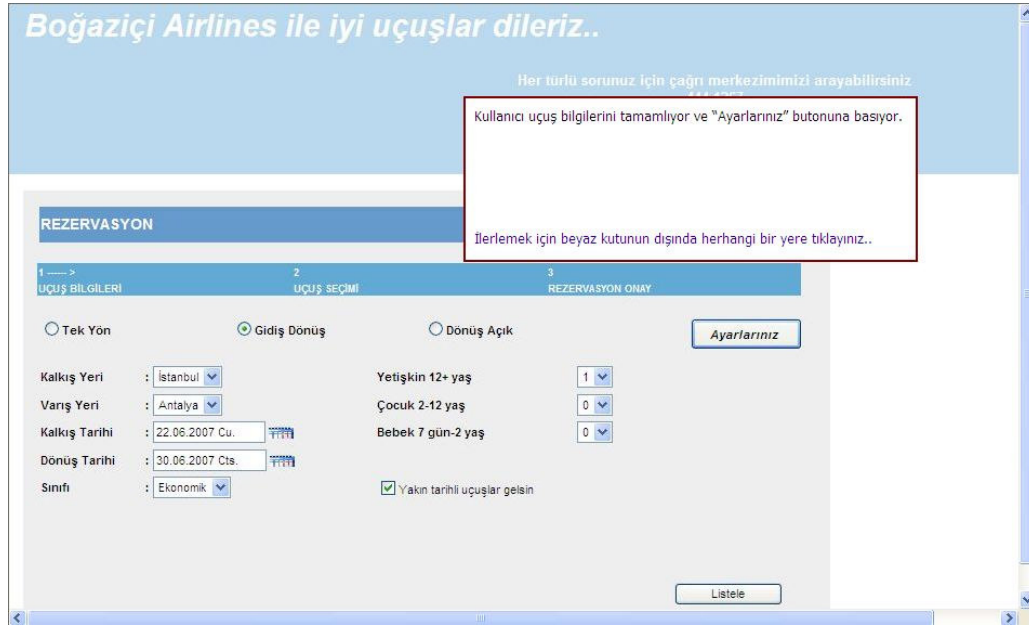 Boğaziçi Airlines ile iyi uçuşlar dileriz..
Her türlü sorunuz için çağrı merkezimimizi arayabilirsiniz
Kullanıcı uçuş bilgilerini tamamlıyor ve “Ayarlarınız” butonuna basıyor.
İlerlemek için beyaz kutunun dışında herhangi bir yere tıklayınız..
REZERVASYON
1 ----- > 2 3
UÇUŞ BİLGİLERİ UÇUŞ SEÇİMİ REZERVASYON ONAY
Tek Yön Gidiş Dönüş Dönüş Açık Ayarlarınız
Kalkış Yeri : İstanbul Yetişkin 12+ yaş 1
Varış Yeri : Antalya Çocuk 2-12 yaş 0
Kalkış Tarihi : 22.06.2007 Cu. Bebek 7 gün-2 yaş 0
Dönüş Tarihi : 30.06.2007 Cts.
Sınıfı : Ekonomik Yakın tarihli uçuşlar gelsin
Listele